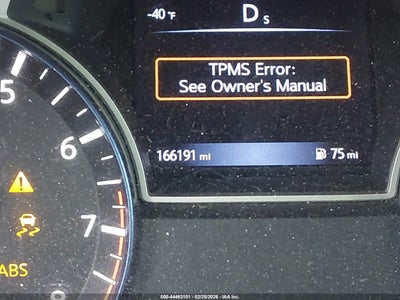 -40 °F
D s
TPMS Error:
See Owner's Manual
166191 mi
75 mi
5
6
7
8
ABS
000-44463101 - 02/25/2026 - IAA Inc.